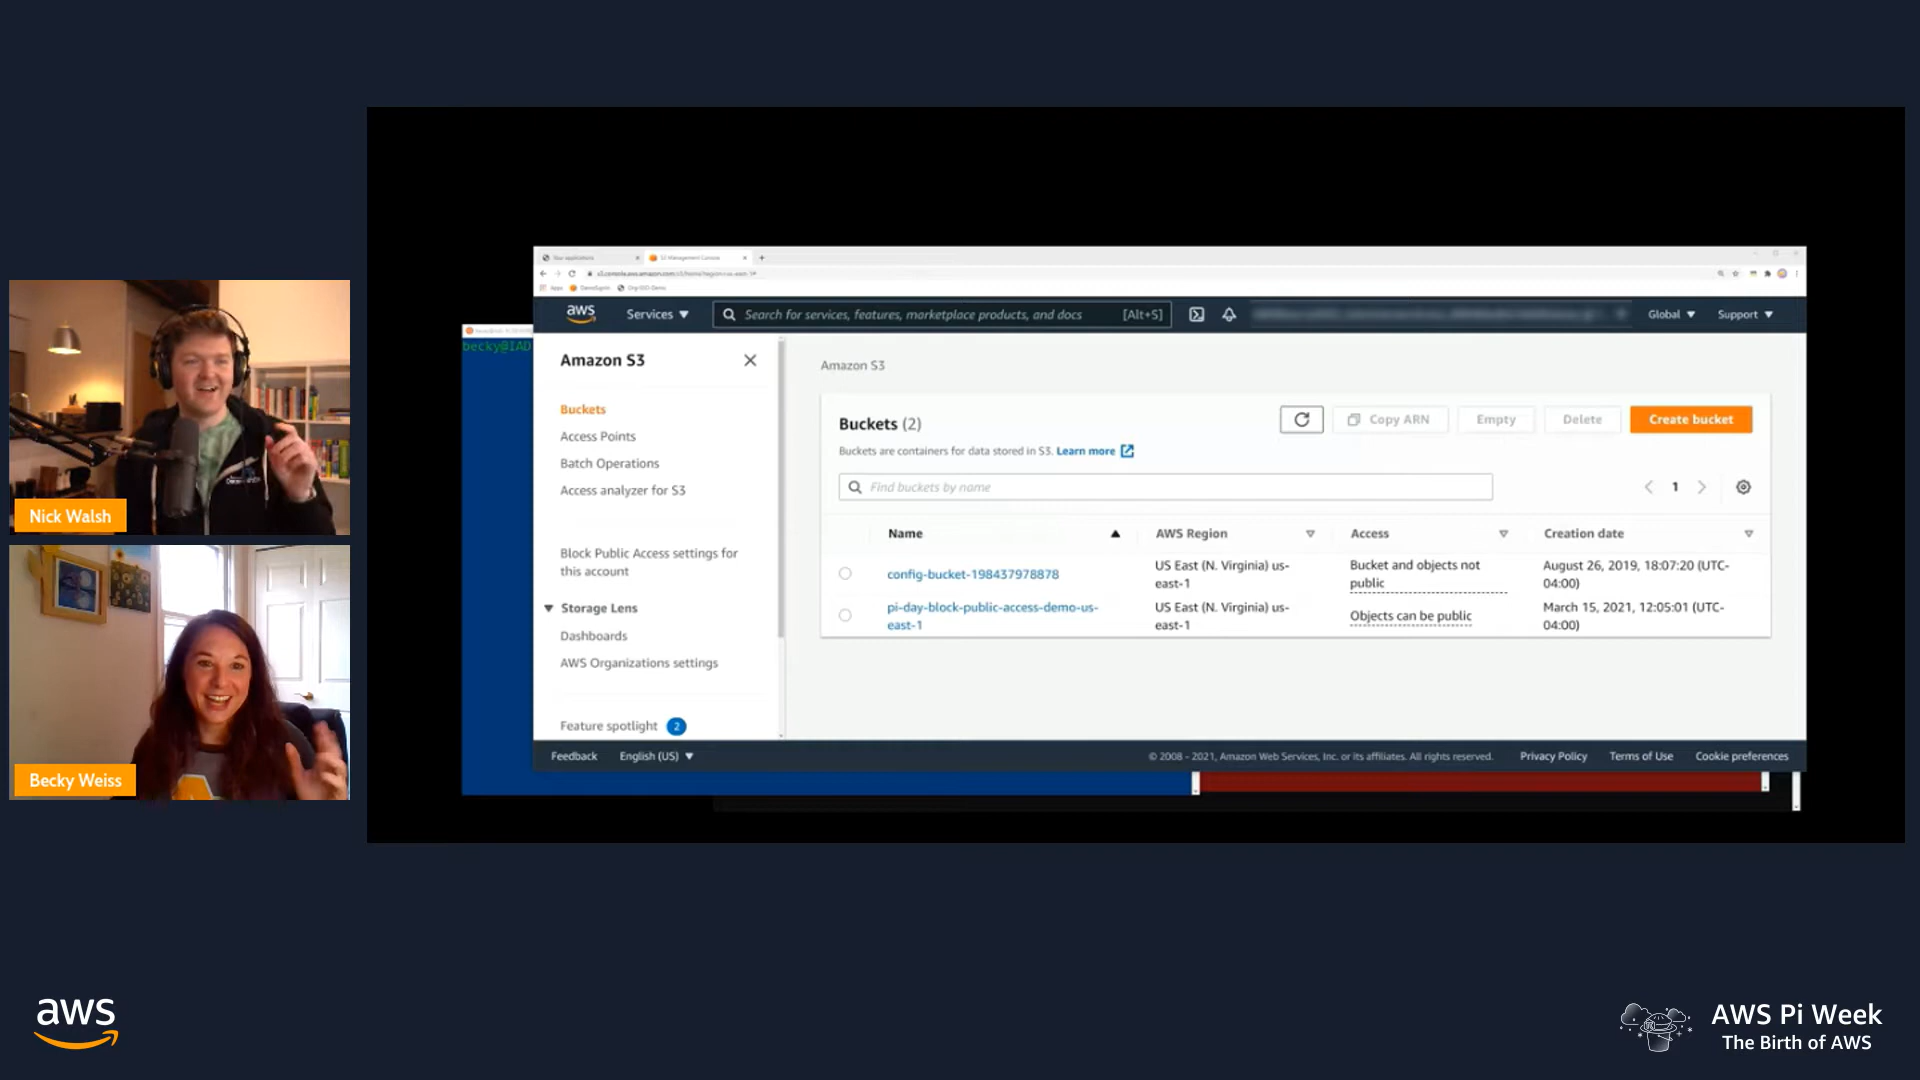 Nick Walsh
Becky Weiss
S3 Management Console
Apps
becky@IAD
aws
Services
Search for services, features, marketplace products, and docs
[Alt+S]
Global
Support
Amazon S3
Buckets
Access Points
Batch Operations
Access analyzer for S3
Block Public Access settings for
this account
Storage Lens
Dashboards
AWS Organizations settings
Feature spotlight 2
Amazon S3
Buckets (2)
Copy ARN
Empty
Delete
Create bucket
Buckets are containers for data stored in S3. Learn more
Find buckets by name
1
Name
AWS Region
Access
Creation date
config-bucket-198437978878
US East (N. Virginia) us-
east-1
Bucket and objects not
public
August 26, 2019, 18:07:20 (UTC-
04:00)
pi-day-block-public-access-demo-us-
east-1
US East (N. Virginia) us-
east-1
Objects can be public
March 15, 2021, 12:05:01 (UTC-
04:00)
Feedback
English (US)
© 2008 - 2021, Amazon Web Services, Inc. or its affiliates. All rights reserved.
Privacy Policy
Terms of Use
Cookie preferences
aws
AWS Pi Week
The Birth of AWS